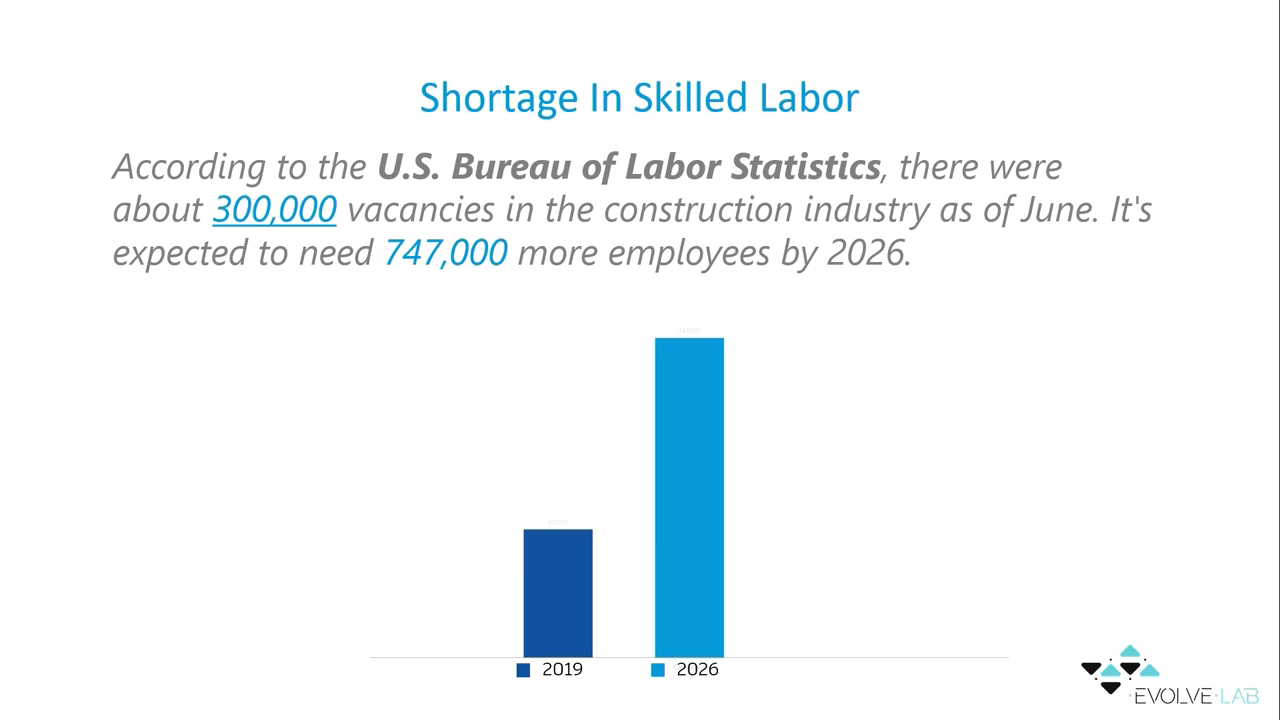 Shortage In Skilled Labor
According to the U.S. Bureau of Labor Statistics, there were
about 300,000 vacancies in the construction industry as of June. It's
expected to need 747,000 more employees by 2026.
2019
2026
EVOLVE LAB